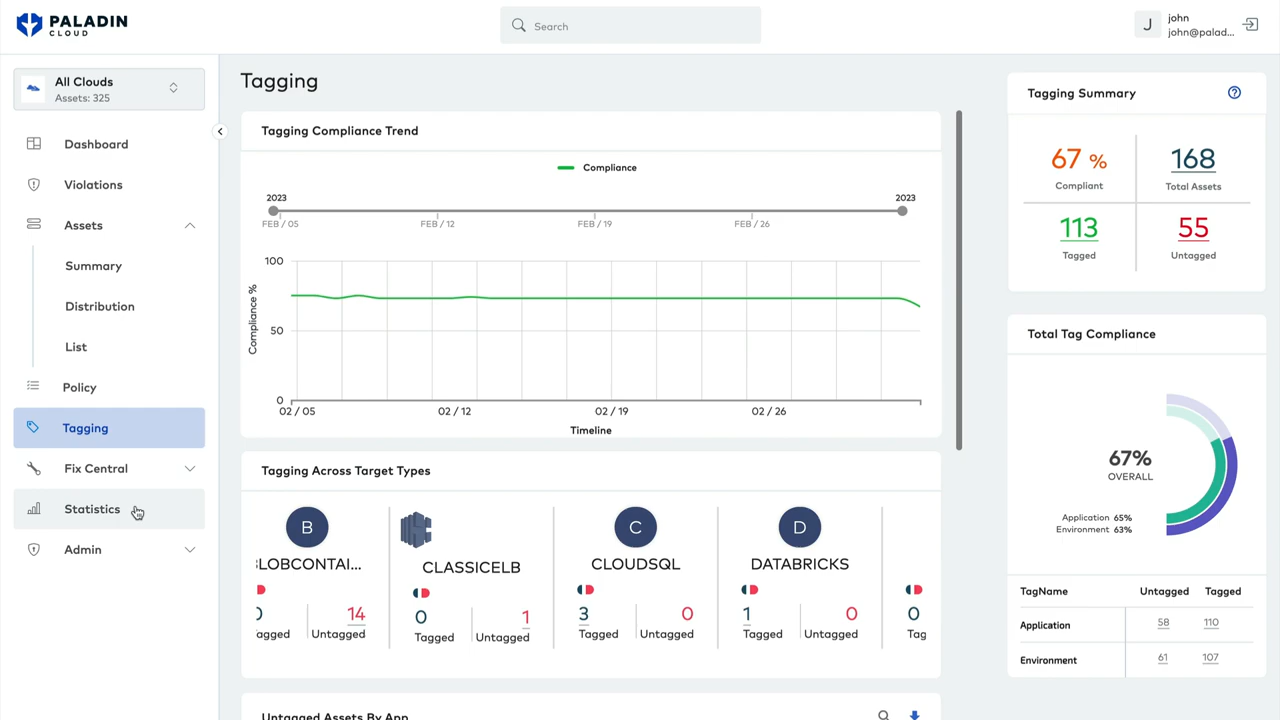 PALADIN
CLOUD
Search
J
john
john@palad...
All Clouds
Assets: 325
Dashboard
Violations
Assets
Summary
Distribution
List
Policy
Tagging
Fix Central
Statistics
Admin
Tagging
Tagging Compliance Trend
Compliance
2023
2023
FEB / 05
FEB / 12
FEB / 19
FEB / 26
100
50
0
Compliance %
02 / 05
02 / 12
02 / 19
02 / 26
Timeline
Tagging Across Target Types
B
LOBCONTAI...
0
agged
14
Untagged
CLASSICELB
0
Tagged
1
Untagged
C
CLOUDSQL
3
Tagged
0
Untagged
D
DATABRICKS
1
Tagged
0
Untagged
0
Tag
Untagged Assets By App
Tagging Summary
?
67 %
Compliant
168
Total Assets
113
Tagged
55
Untagged
Total Tag Compliance
67%
OVERALL
Application 65%
Environment 63%
TagName Untagged Tagged
Application 58 110
Environment 61 107